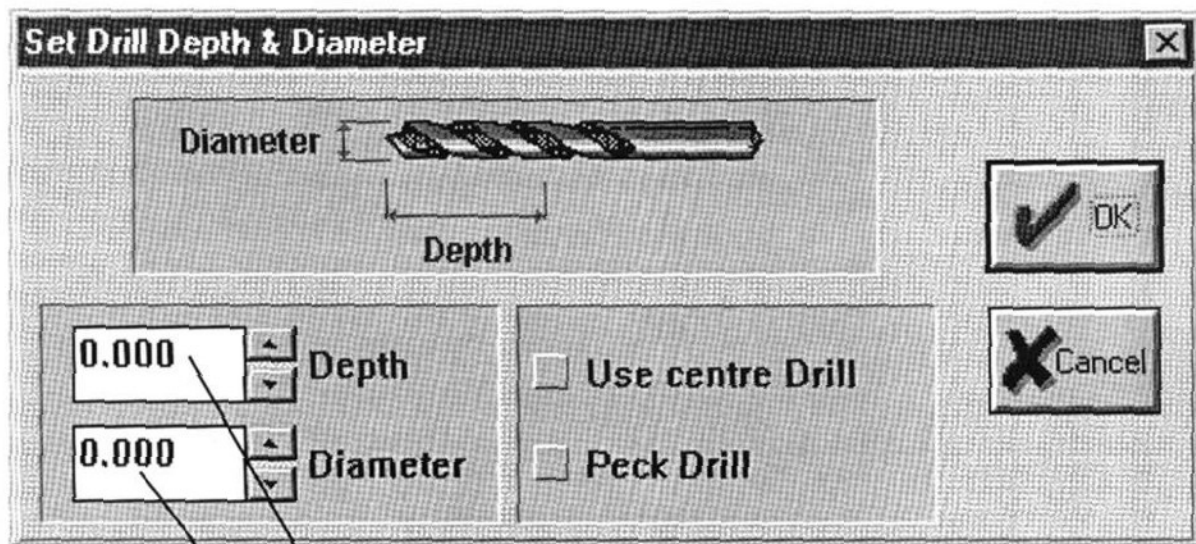 Set Drill Depth & Diameter
Diameter
Depth
OK
0.000 Depth
Use centre Drill
Cancel
0.000 Diameter
Peck Drill